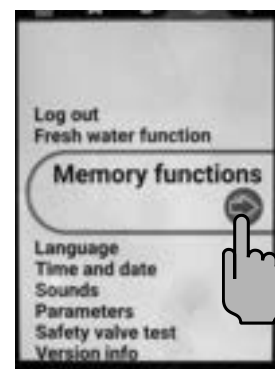 Log out
Fresh water function
Memory functions
Language
Time and date
Sounds
Parameters
Safety valve test
Version info